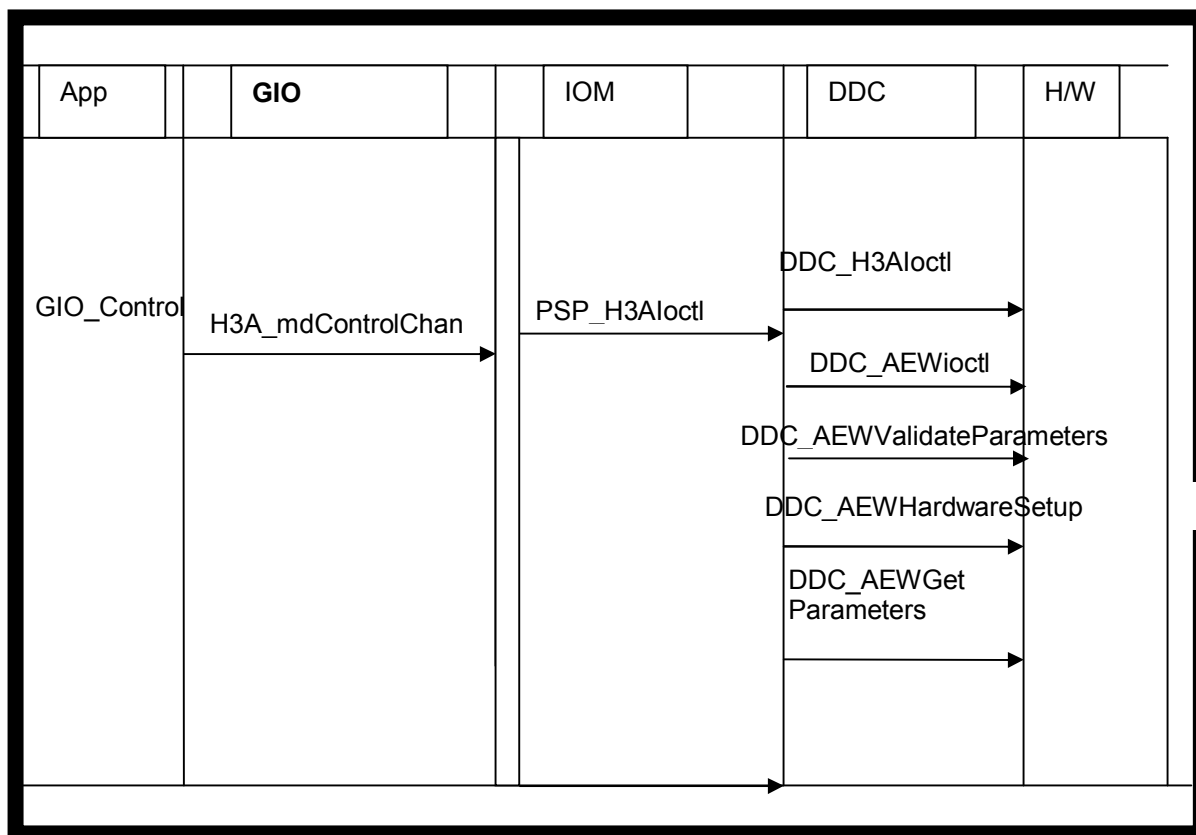 App
GIO
IOM
DDC
H/W
DDC_H3AIoctl
GIO_Control
H3A_mdControlChan
PSP_H3AIoctl
DDC_AEWioctl
DDC_AEWValidateParameters
DDC_AEWHardwareSetup
DDC_AEWGet
Parameters